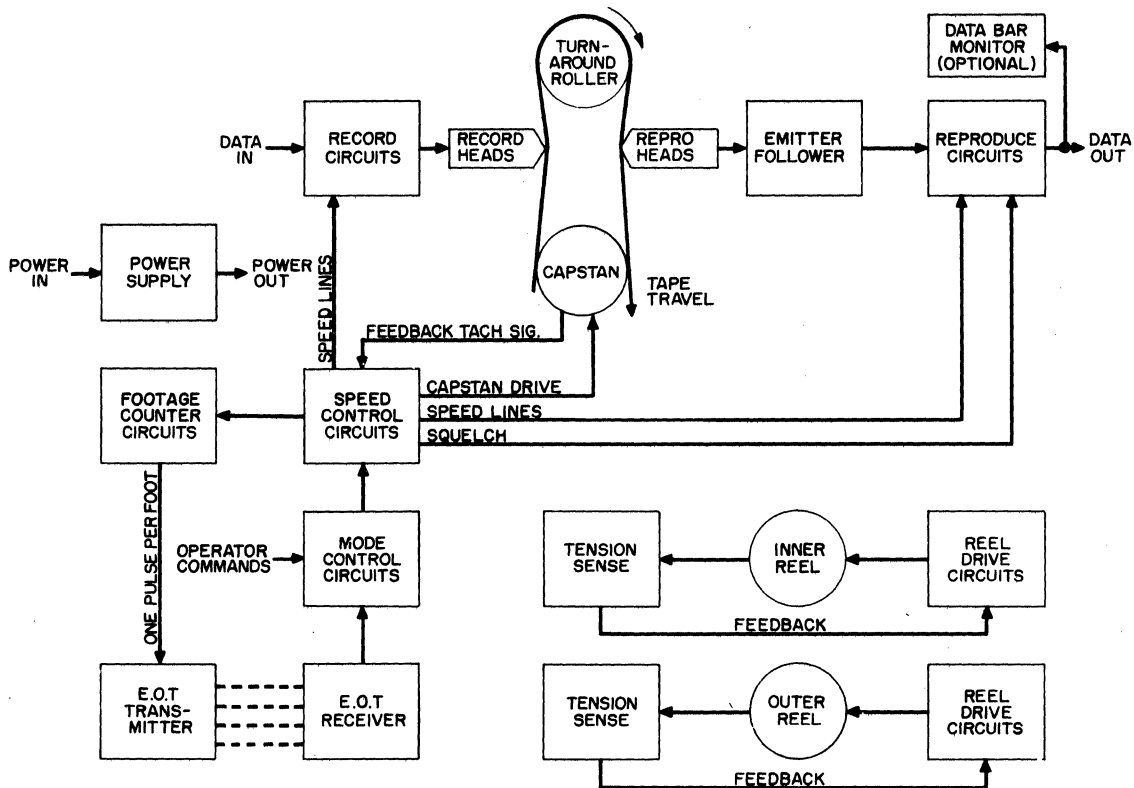 TURN-
AROUND
ROLLER
DATA BAR
MONITOR
(OPTIONAL)
DATA
IN
RECORD
CIRCUITS
RECORD
HEADS
REPRO
HEADS
EMITTER
FOLLOWER
REPRODUCE
CIRCUITS
DATA
OUT
POWER
IN
POWER
SUPPLY
POWER
OUT
SPEED LINES
CAPSTAN
TAPE
TRAVEL
FEEDBACK TACH SIG.
FOOTAGE
COUNTER
CIRCUITS
SPEED
CONTROL
CIRCUITS
CAPSTAN DRIVE
SPEED LINES
SQUELCH
ONE PULSE PER FOOT
OPERATOR
COMMANDS
MODE
CONTROL
CIRCUITS
TENSION
SENSE
INNER
REEL
REEL
DRIVE
CIRCUITS
FEEDBACK
E.O.T
TRANS-
MITTER
E.O.T
RECEIVER
TENSION
SENSE
OUTER
REEL
REEL
DRIVE
CIRCUITS
FEEDBACK